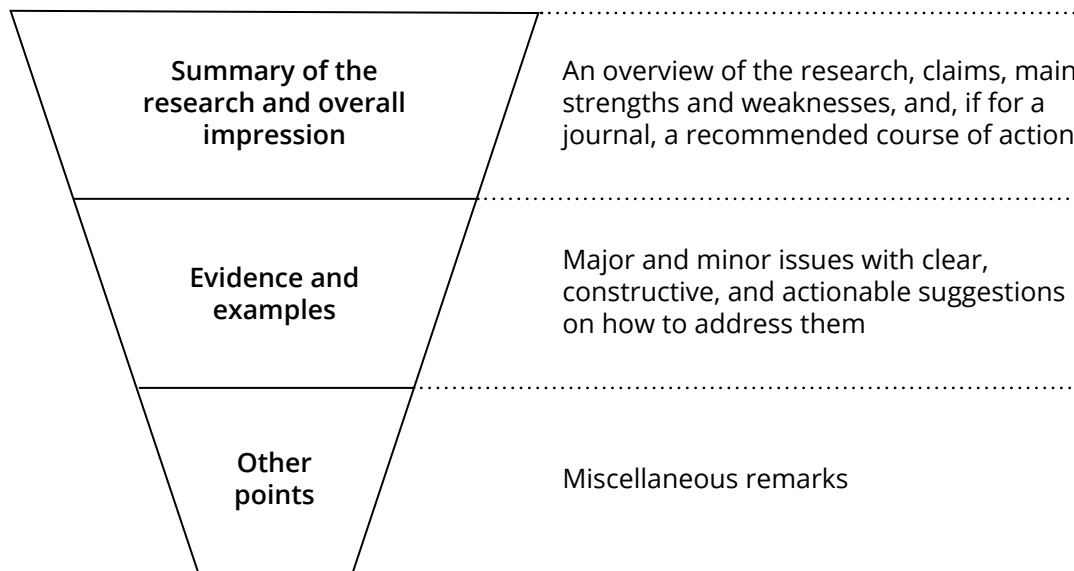 Summary of the
research and overall
impression
An overview of the research, claims, main
strengths and weaknesses, and, if for a
journal, a recommended course of action
Evidence and
examples
Major and minor issues with clear,
constructive, and actionable suggestions
on how to address them
Other
points
Miscellaneous remarks